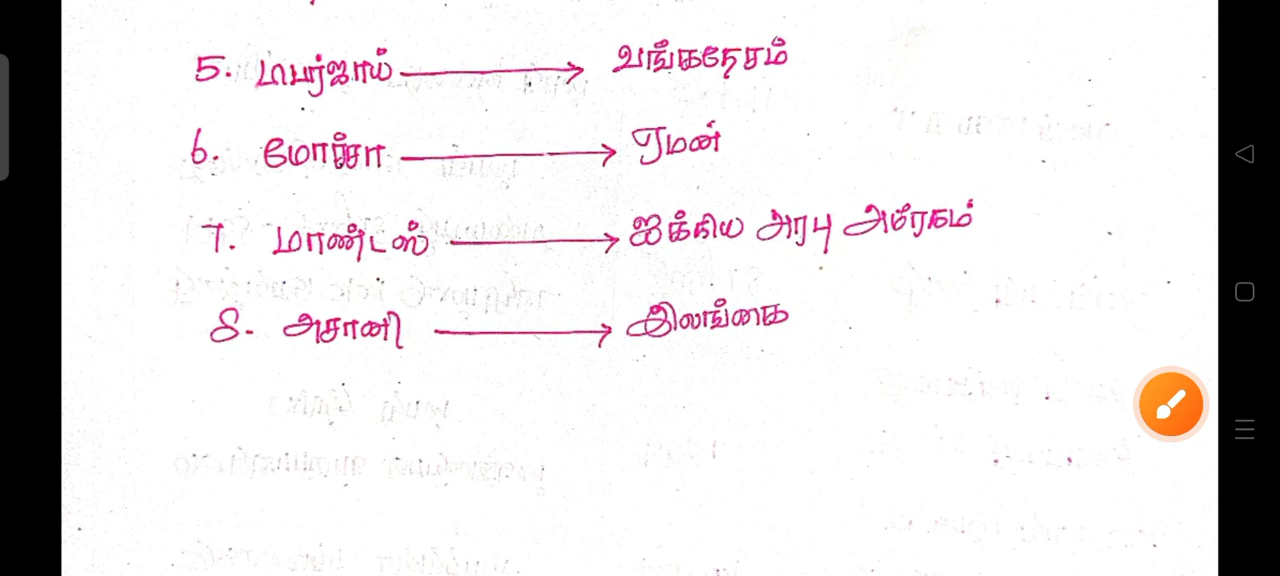 5. பைபர்ஜாய் → வங்கதேசம்
6. மோச்சா → ஏமன்
7. மாண்டஸ் → ஐக்கிய அரபு அமீரகம்
8. அசானி → இலங்கை